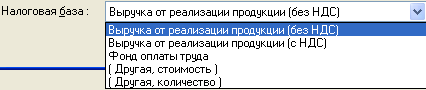 Налоговая база: Выручка от реализации продукции (без НДС)
Выручка от реализации продукции (без НДС)
Выручка от реализации продукции (с НДС)
Фонд оплаты труда
( Другая, стоимость )
( Другая, количество )